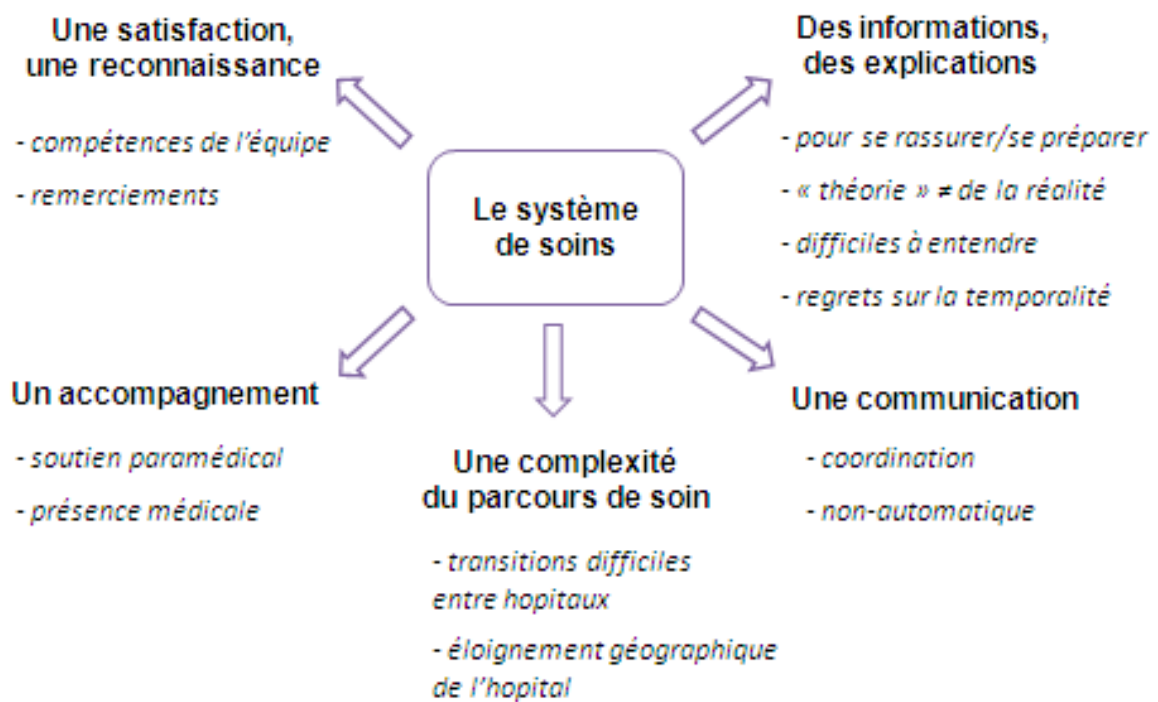 Une satisfaction,
une reconnaissance
- compétences de l'équipe
- remerciements
Des informations,
des explications
- pour se rassurer/se préparer
- « théorie » ≠ de la réalité
- difficiles à entendre
- regrets sur la temporalité
Le système
de soins
Un accompagnement
- soutien paramédical
- présence médicale
Une complexité
du parcours de soin
- transitions difficiles
entre hopitaux
- éloignement géographique
de l'hopital
Une communication
- coordination
- non-automatique